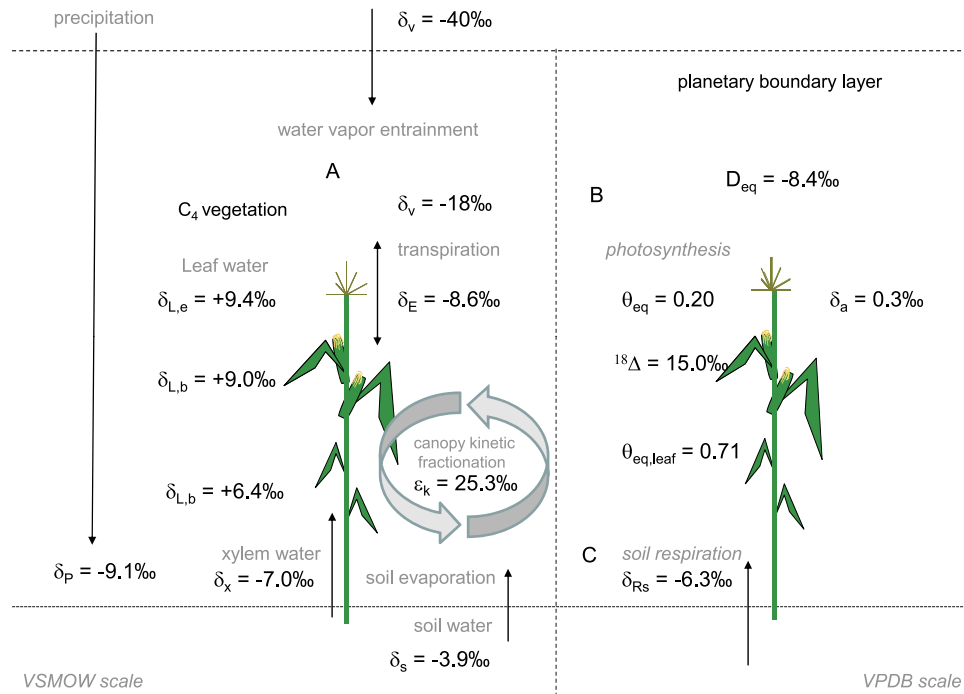 precipitation
δv = -40‰
planetary boundary layer
water vapor entrainment
A
C4 vegetation
δv = -18‰
Leaf water
transpiration
δL,e = +9.4‰
δE = -8.6‰
δL,b = +9.0‰
canopy kinetic
fractionation
εk = 25.3‰
δL,b = +6.4‰
xylem water
δx = -7.0‰
soil evaporation
δP = -9.1‰
soil water
δs = -3.9‰
VSMOW scale
Deq = -8.4‰
B
photosynthesis
θeq = 0.20
δa = 0.3‰
18Δ = 15.0‰
θeq,leaf = 0.71
C
soil respiration
δRs = -6.3‰
VPDB scale